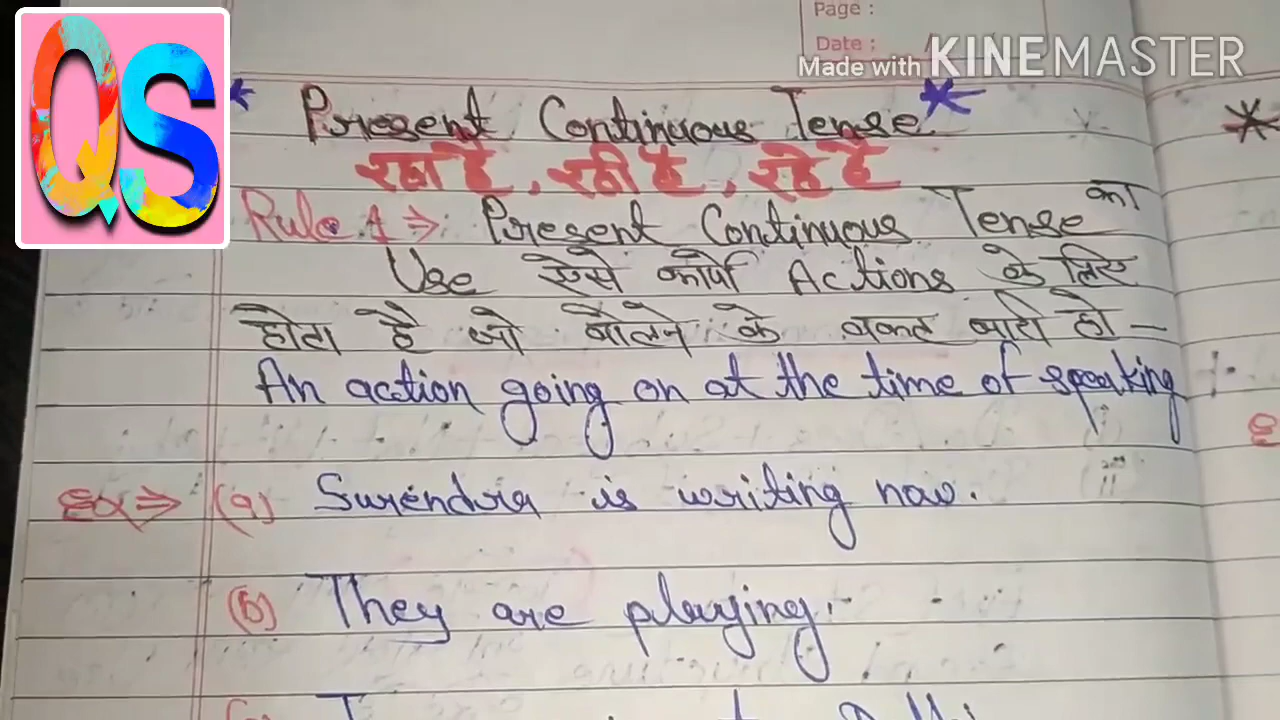 Page :
Date :
Made with KINEMASTER
QS
* Present Continuous Tense *
रहा है, रही है, रहे है
Rule 1 ⇒ Present Continuous Tense का
Use ऐसे कार्यो Actions के लिए
होता है जो बोलने के वक्त जारी हो —
An action going on at the time of speaking
Ex ⇒ (a) Surendra is writing now.
(b) They are playing.